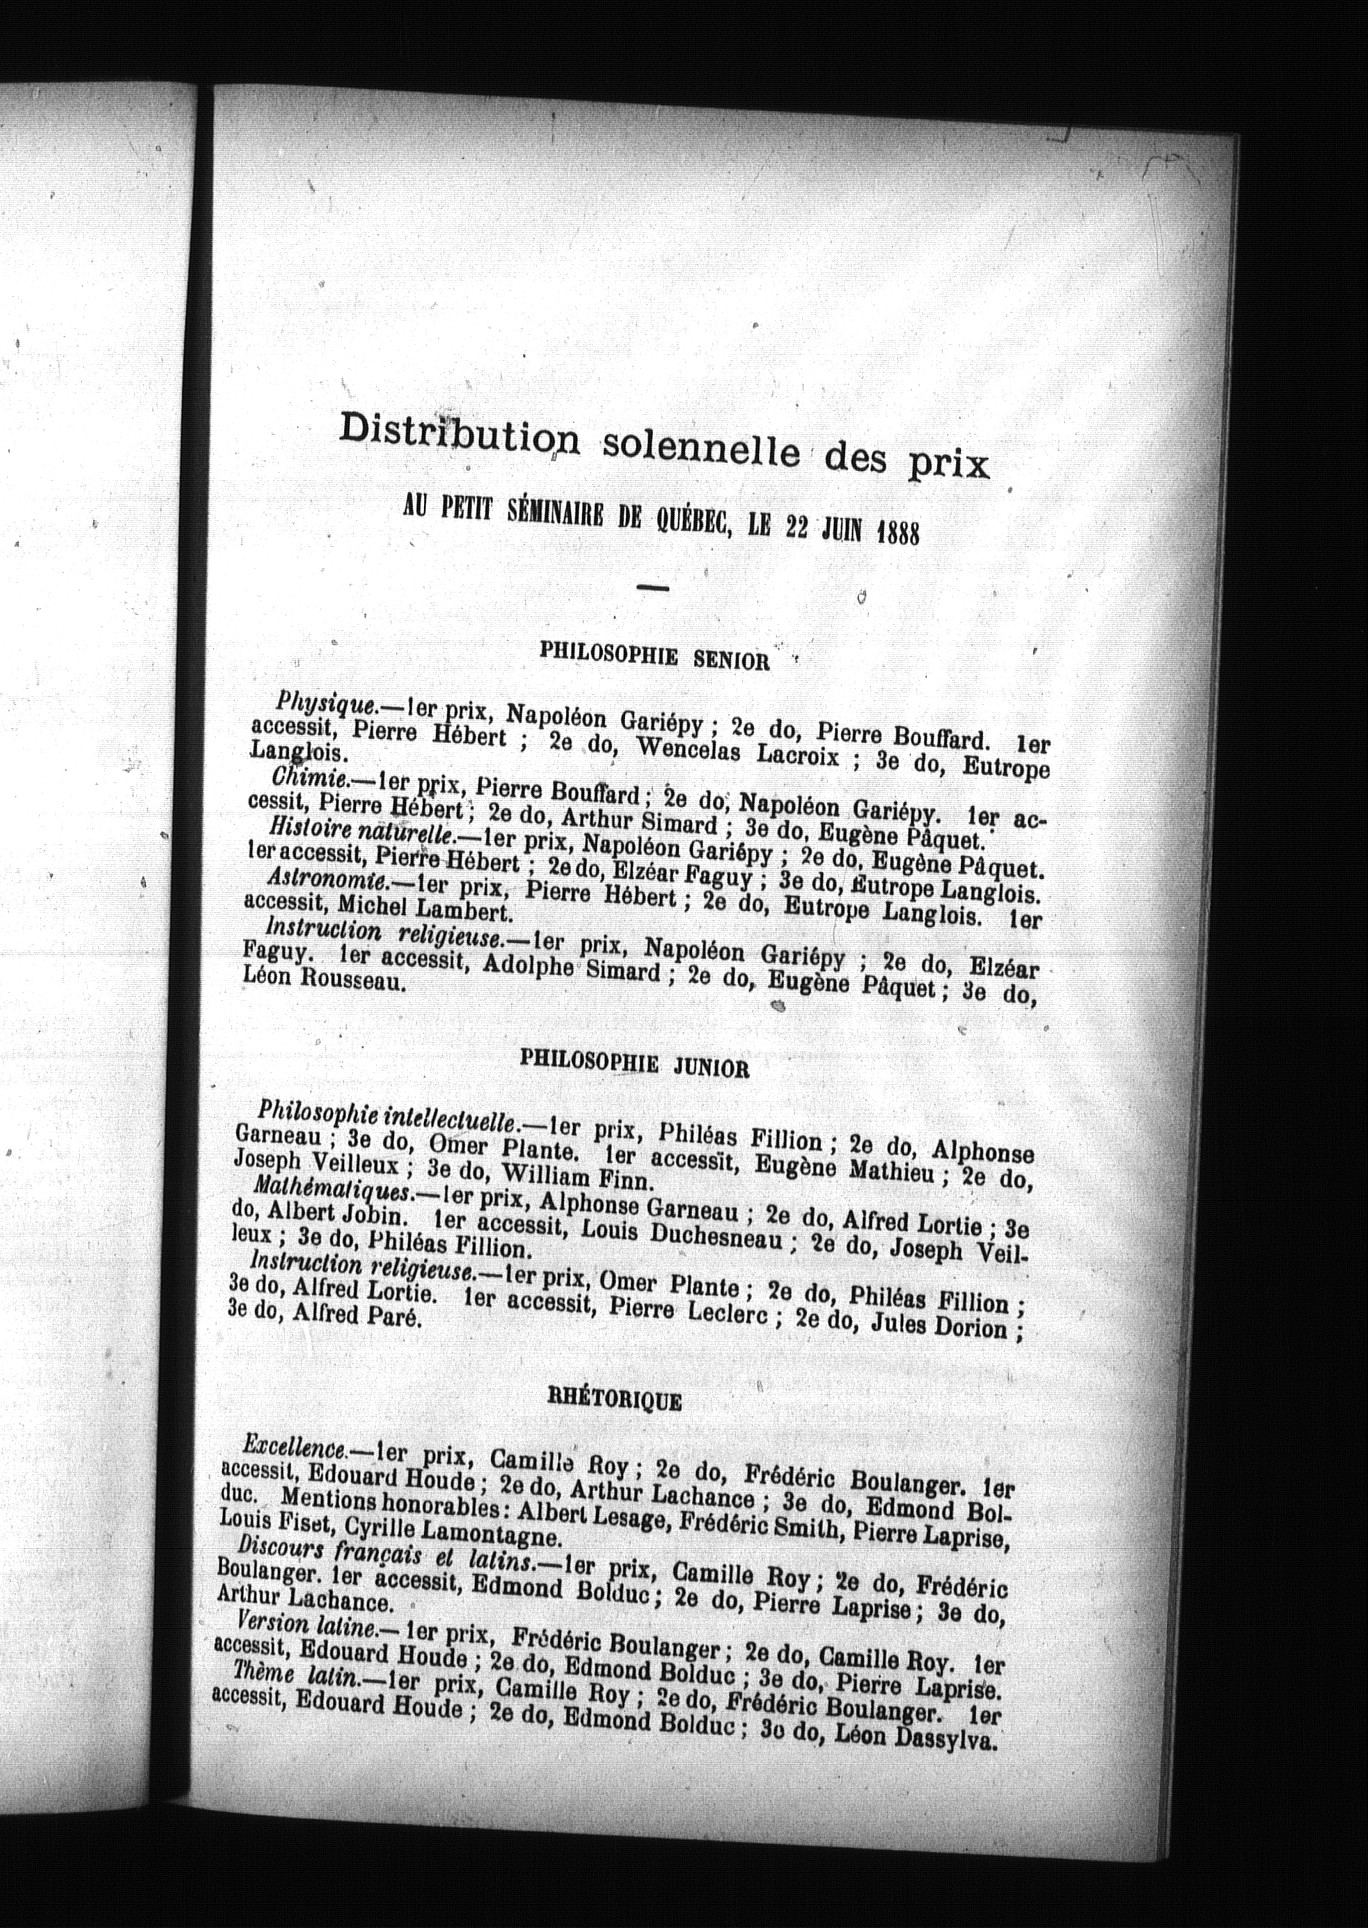 Distribution solennelle des prix
AU PETIT SÉMINAIRE DE QUÉBEC, LE 22 JUIN 1888
PHILOSOPHIE SENIOR
Physique.—1er prix, Napoléon Gariépy ; 2e do, Pierre Bouffard. 1er
accessit, Pierre Hébert ; 2e do, Wencelas Lacroix ; 3e do, Eutrope
Langlois.
Chimie.—1er prix, Pierre Bouffard ; 2e do, Napoléon Gariépy. 1er ac-
cessit, Pierre Hébert ; 2e do, Arthur Simard ; 3e do, Eugène Pâquet.
Histoire naturelle.—1er prix, Napoléon Gariépy ; 2e do, Eugène Pâquet.
1er accessit, Pierre Hébert ; 2e do, Elzéar Faguy ; 3e do, Eutrope Langlois.
Astronomie.—1er prix, Pierre Hébert ; 2e do, Eutrope Langlois. 1er
accessit, Michel Lambert.
Instruction religieuse.—1er prix, Napoléon Gariépy ; 2e do, Elzéar
Faguy. 1er accessit, Adolphe Simard ; 2e do, Eugène Pâquet ; 3e do,
Léon Rousseau.
PHILOSOPHIE JUNIOR
Philosophie intellectuelle.—1er prix, Philéas Fillion ; 2e do, Alphonse
Garneau ; 3e do, Omer Plante. 1er accessit, Eugène Mathieu ; 2e do,
Joseph Veilleux ; 3e do, William Finn.
Mathématiques.—1er prix, Alphonse Garneau ; 2e do, Alfred Lortie ; 3e
do, Albert Jobin. 1er accessit, Louis Duchesneau ; 2e do, Joseph Veil-
leux ; 3e do, Philéas Fillion.
Instruction religieuse.—1er prix, Omer Plante ; 2e do, Philéas Fillion ;
3e do, Alfred Lortie. 1er accessit, Pierre Leclerc ; 2e do, Jules Dorion ;
3e do, Alfred Paré.
RHÉTORIQUE
Excellence.—1er prix, Camille Roy ; 2e do, Frédéric Boulanger. 1er
accessit, Edouard Houde ; 2e do, Arthur Lachance ; 3e do, Edmond Bol-
duc. Mentions honorables : Albert Lesage, Frédéric Smith, Pierre Laprise,
Louis Fiset, Cyrille Lamontagne.
Discours français et latins.—1er prix, Camille Roy ; 2e do, Frédéric
Boulanger. 1er accessit, Edmond Bolduc ; 2e do, Pierre Laprise ; 3e do,
Arthur Lachance.
Version latine.—1er prix, Frédéric Boulanger ; 2e do, Camille Roy. 1er
accessit, Edouard Houde ; 2e do, Edmond Bolduc ; 3e do, Pierre Laprise.
Thème latin.—1er prix, Camille Roy ; 2e do, Frédéric Boulanger. 1er
accessit, Edouard Houde ; 2e do, Edmond Bolduc ; 3e do, Léon Dassylva.